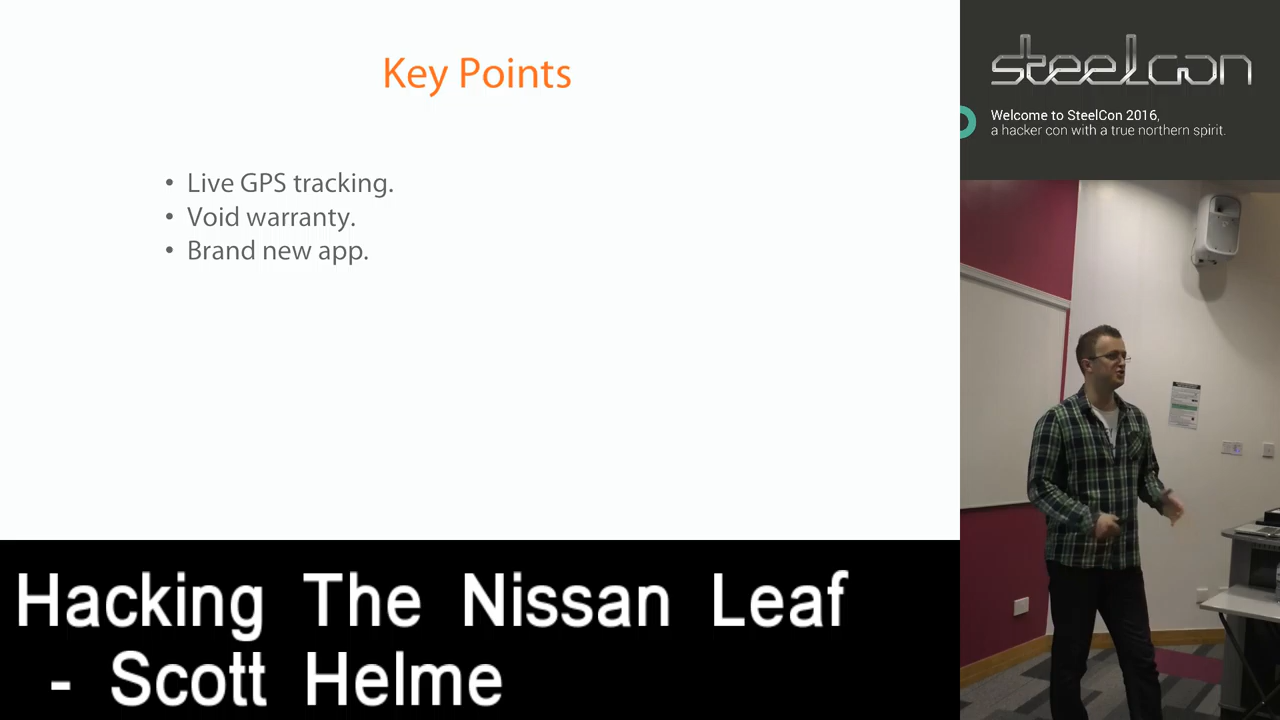 Key Points
• Live GPS tracking.
• Void warranty.
• Brand new app.
steelcon
Welcome to SteelCon 2016,
a hacker con with a true northern spirit.
Hacking The Nissan Leaf
- Scott Helme